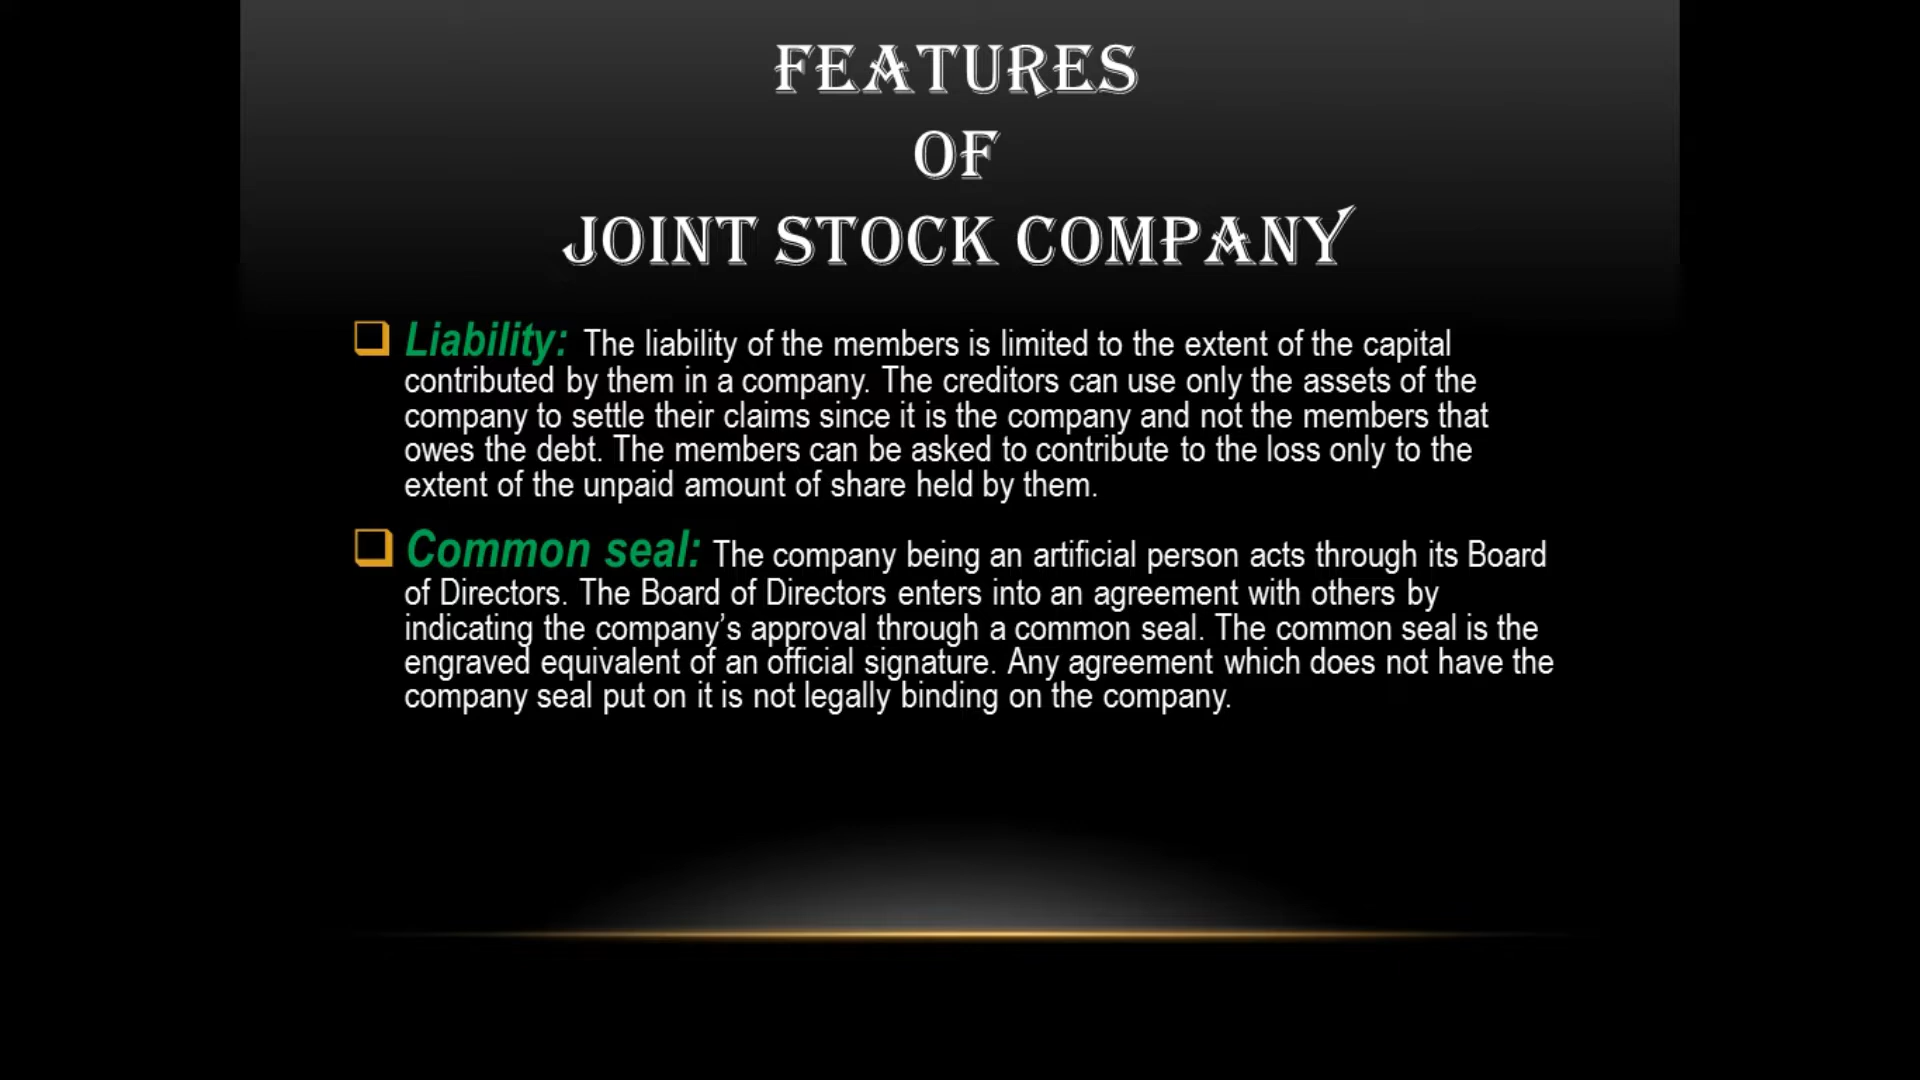 FEATURES
OF
JOINT STOCK COMPANY
Liability: The liability of the members is limited to the extent of the capital
contributed by them in a company. The creditors can use only the assets of the
company to settle their claims since it is the company and not the members that
owes the debt. The members can be asked to contribute to the loss only to the
extent of the unpaid amount of share held by them.
Common seal: The company being an artificial person acts through its Board
of Directors. The Board of Directors enters into an agreement with others by
indicating the company’s approval through a common seal. The common seal is the
engraved equivalent of an official signature. Any agreement which does not have the
company seal put on it is not legally binding on the company.